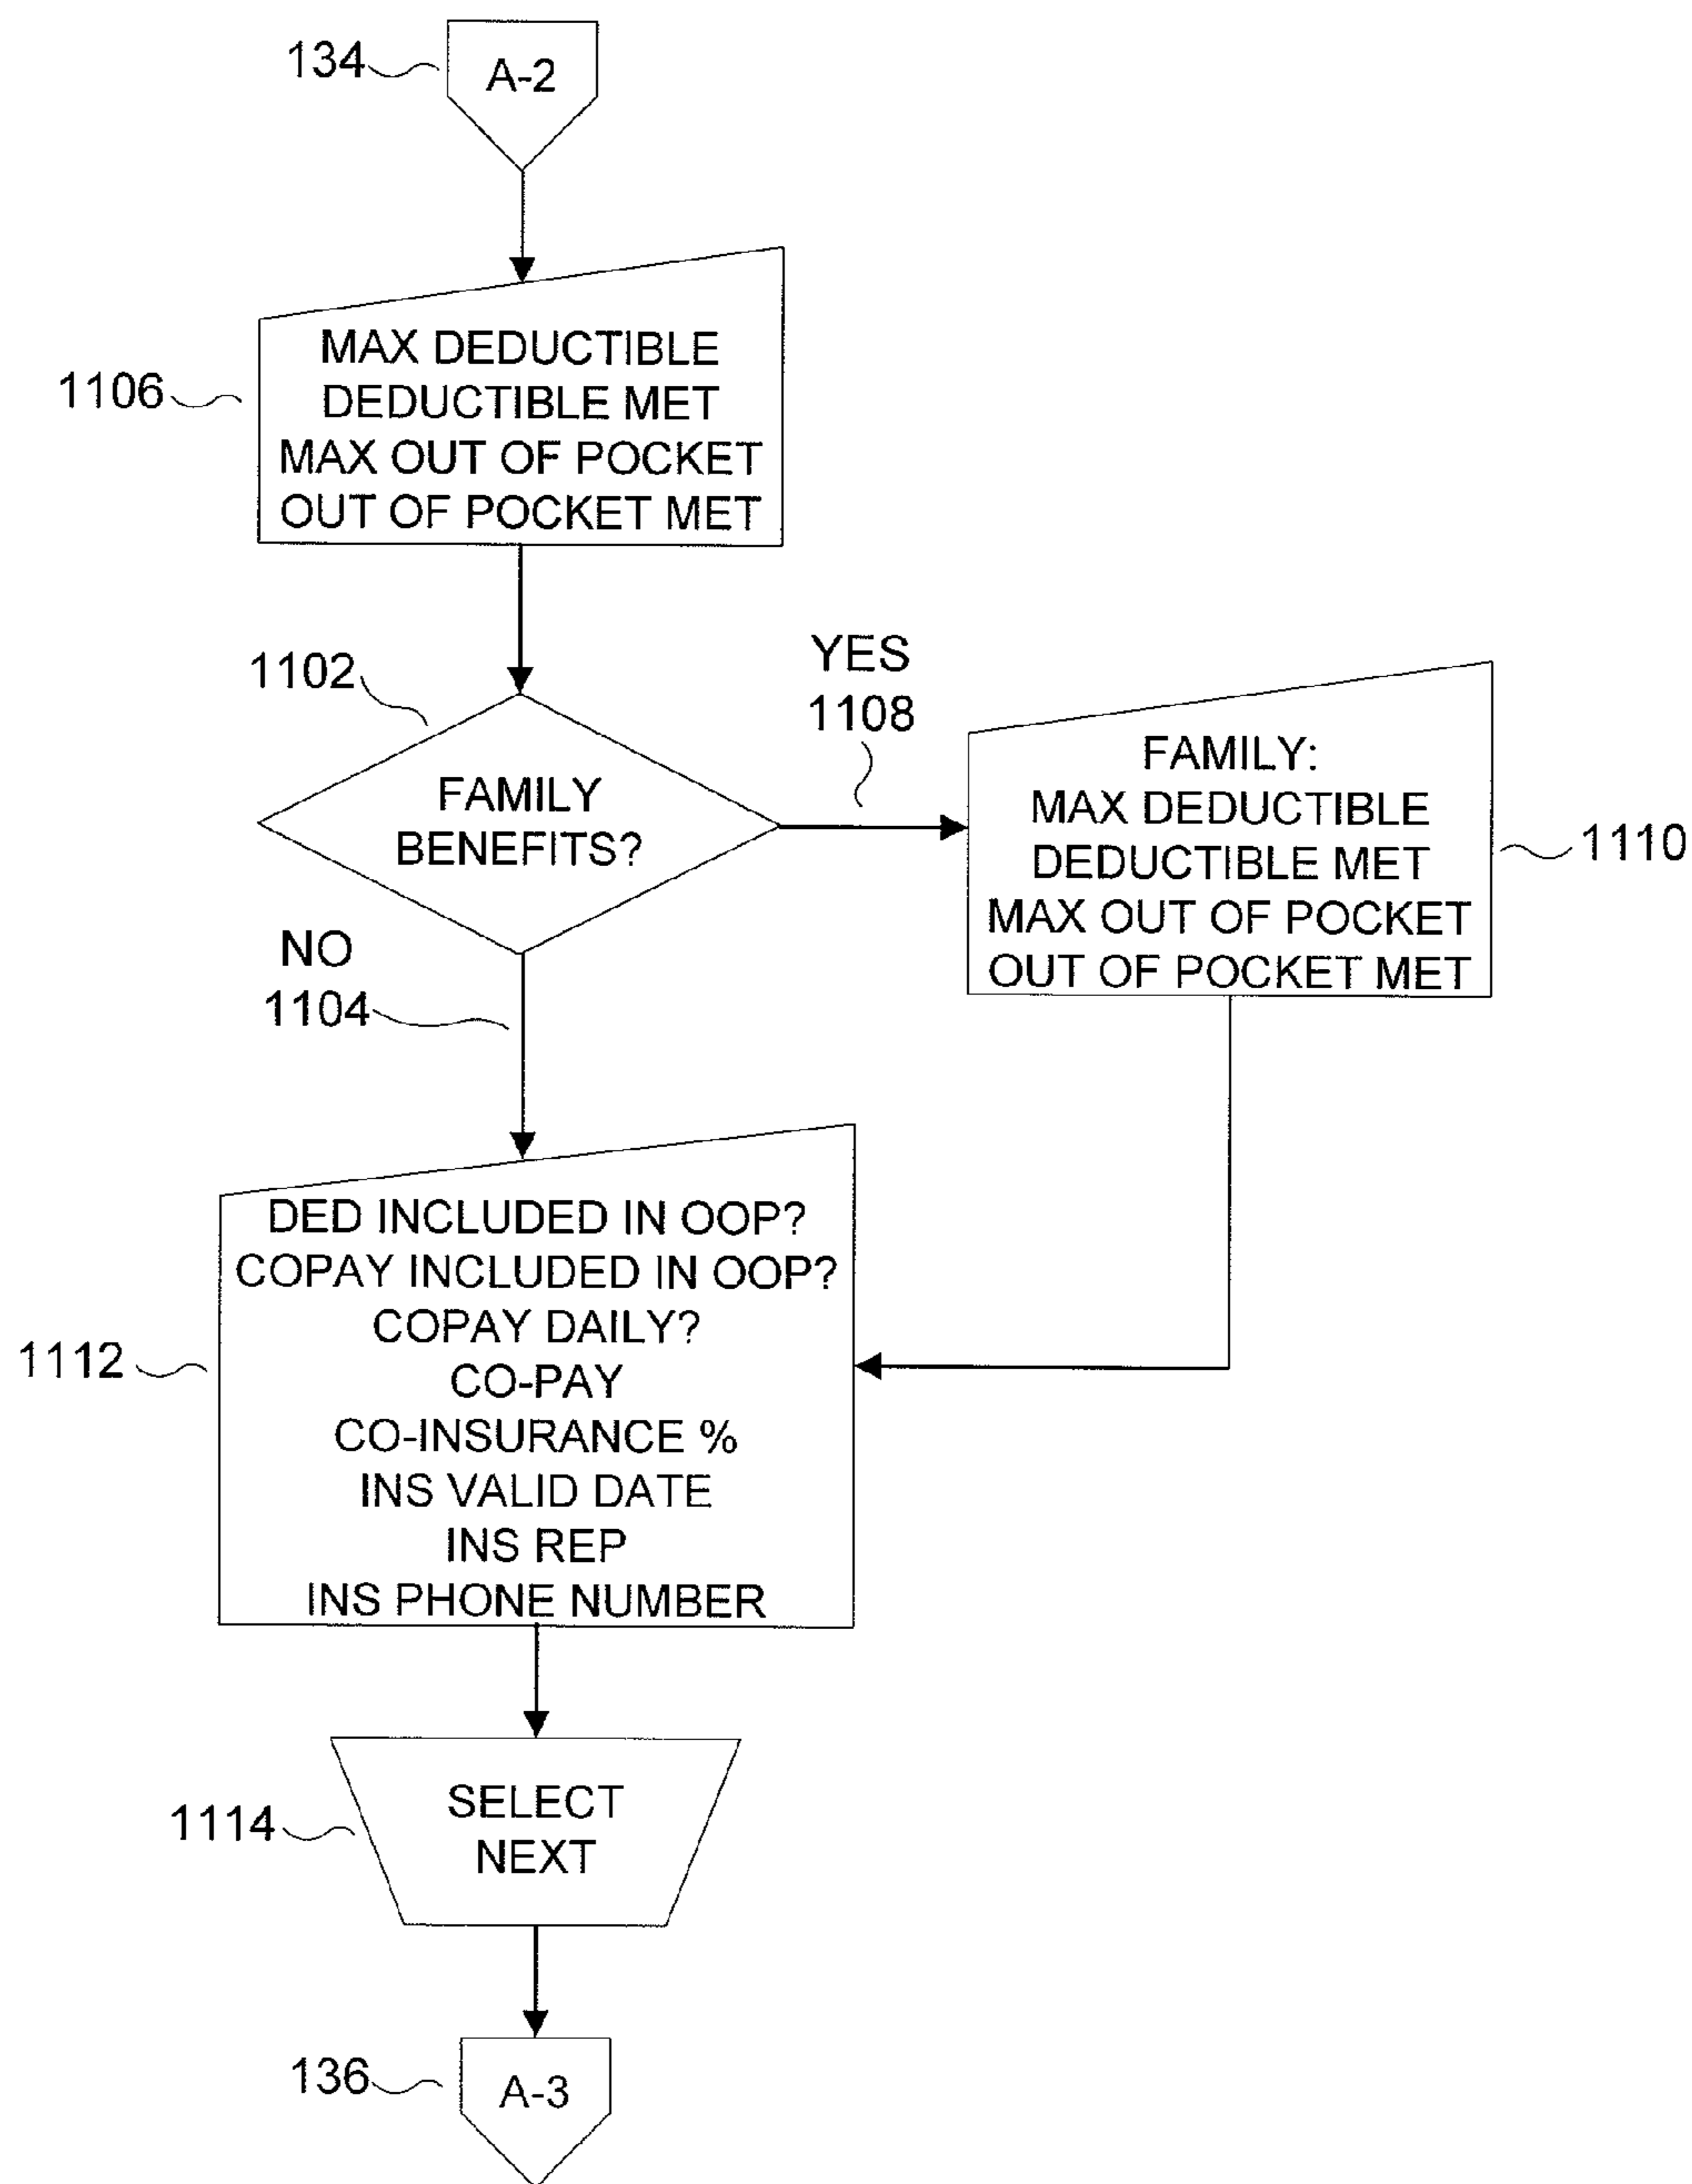 134
A-2
1106
MAX DEDUCTIBLE
DEDUCTIBLE MET
MAX OUT OF POCKET
OUT OF POCKET MET
1102
FAMILY
BENEFITS?
YES
1108
FAMILY:
MAX DEDUCTIBLE
DEDUCTIBLE MET
MAX OUT OF POCKET
OUT OF POCKET MET
1110
NO
1104
1112
DED INCLUDED IN OOP?
COPAY INCLUDED IN OOP?
COPAY DAILY?
CO-PAY
CO-INSURANCE %
INS VALID DATE
INS REP
INS PHONE NUMBER
1114
SELECT
NEXT
136
A-3